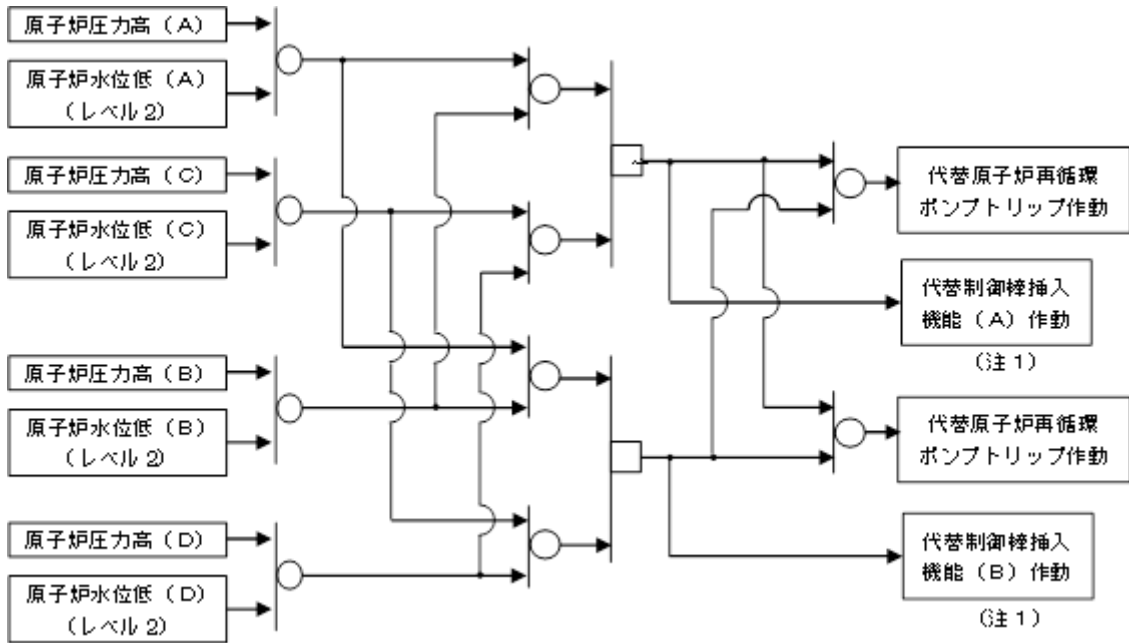 原子炉圧力高（A）
原子炉水位低（A）
（レベル2）
原子炉圧力高（C）
原子炉水位低（C）
（レベル2）
原子炉圧力高（B）
原子炉水位低（B）
（レベル2）
原子炉圧力高（D）
原子炉水位低（D）
（レベル2）
代替原子炉再循環
ポンプトリップ作動
代替制御棒挿入
機能（A）作動
（注1）
代替原子炉再循環
ポンプトリップ作動
代替制御棒挿入
機能（B）作動
（注1）